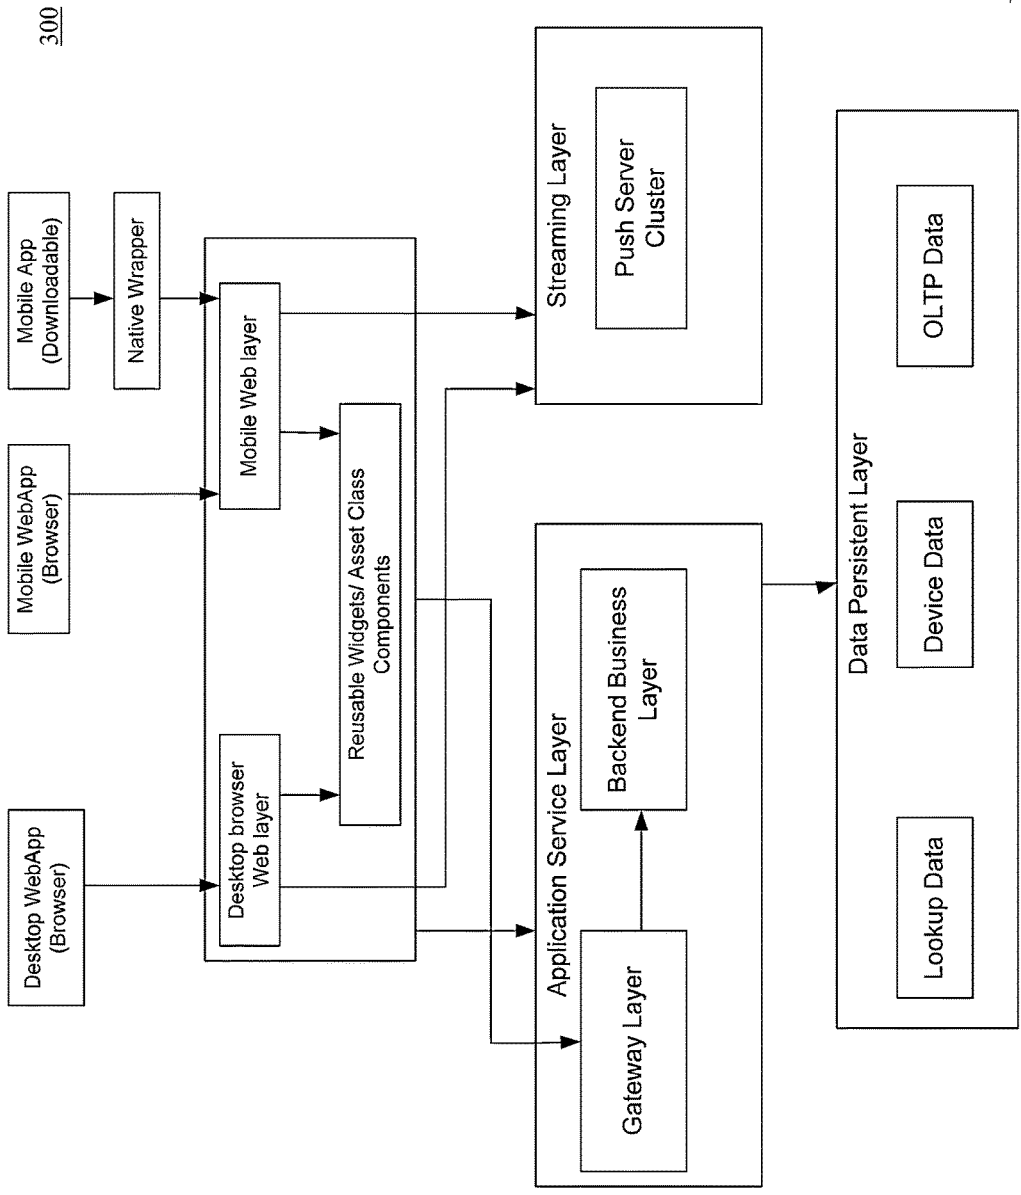 300
Mobile App
(Downloadable)
Native Wrapper
Mobile WebApp
(Browser)
Desktop WebApp
(Browser)
Mobile Web layer
Desktop browser
Web layer
Reusable Widgets/ Asset Class
Components
Streaming Layer
Push Server
Cluster
Application Service Layer
Backend Business
Layer
Gateway Layer
Data Persistent Layer
OLTP Data
Device Data
Lookup Data